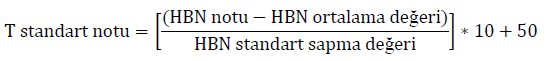 T standart notu = [(HBN notu − HBN ortalama değeri) / HBN standart sapma değeri] * 10 + 50